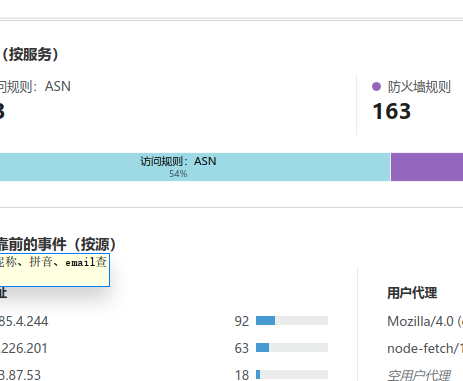 （按服务）
问规则：ASN
防火墙规则
3
163
访问规则：ASN
54%
靠前的事件（按源）
昵称、拼音、email查
址
用户代理
85.4.244
92
Mozilla/4.0 (
.226.201
63
node-fetch/1
3.87.53
18
空用户代理